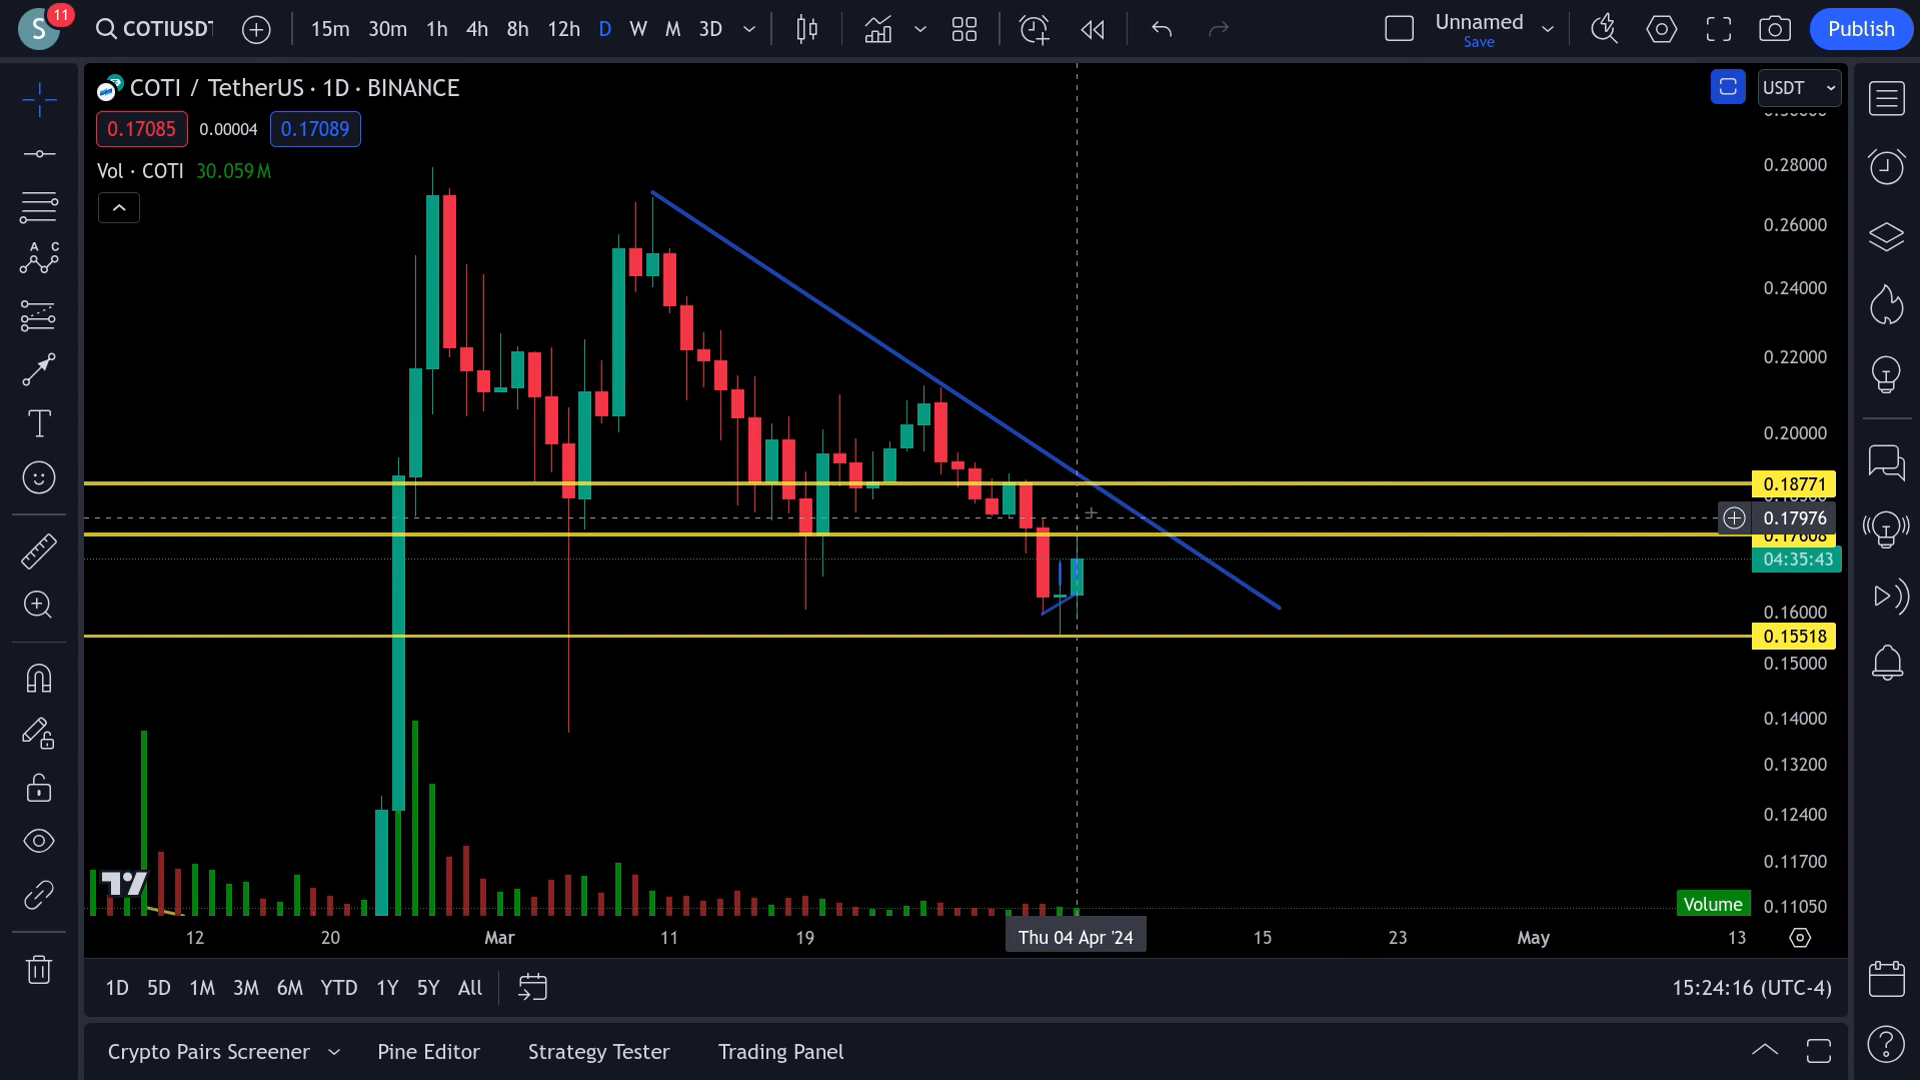 S 11 COTIUSDT 15m 30m 1h 4h 8h 12h D W M 3D Unnamed Save Publish
COTI / TetherUS · 1D · BINANCE USDT
0.17085 0.00004 0.17089
Vol · COTI 30.059M
0.28000
0.26000
A C
0.24000
0.22000
T
0.20000
0.18771
0.17976
0.17608
04:35:43
0.16000
0.15518
0.15000
0.14000
0.13200
0.12400
0.11700
Volume 0.11050
12 20 Mar 11 19 Thu 04 Apr '24 15 23 May 13
1D 5D 1M 3M 6M YTD 1Y 5Y All 15:24:16 (UTC-4)
Crypto Pairs Screener Pine Editor Strategy Tester Trading Panel